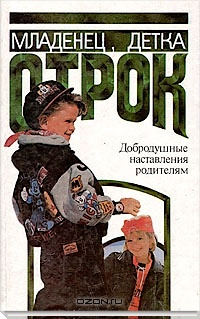 МЛАДЕНЕЦ, ДЕТКА
ОТРОК
Добродушные
наставления
родителям
OZON.ru